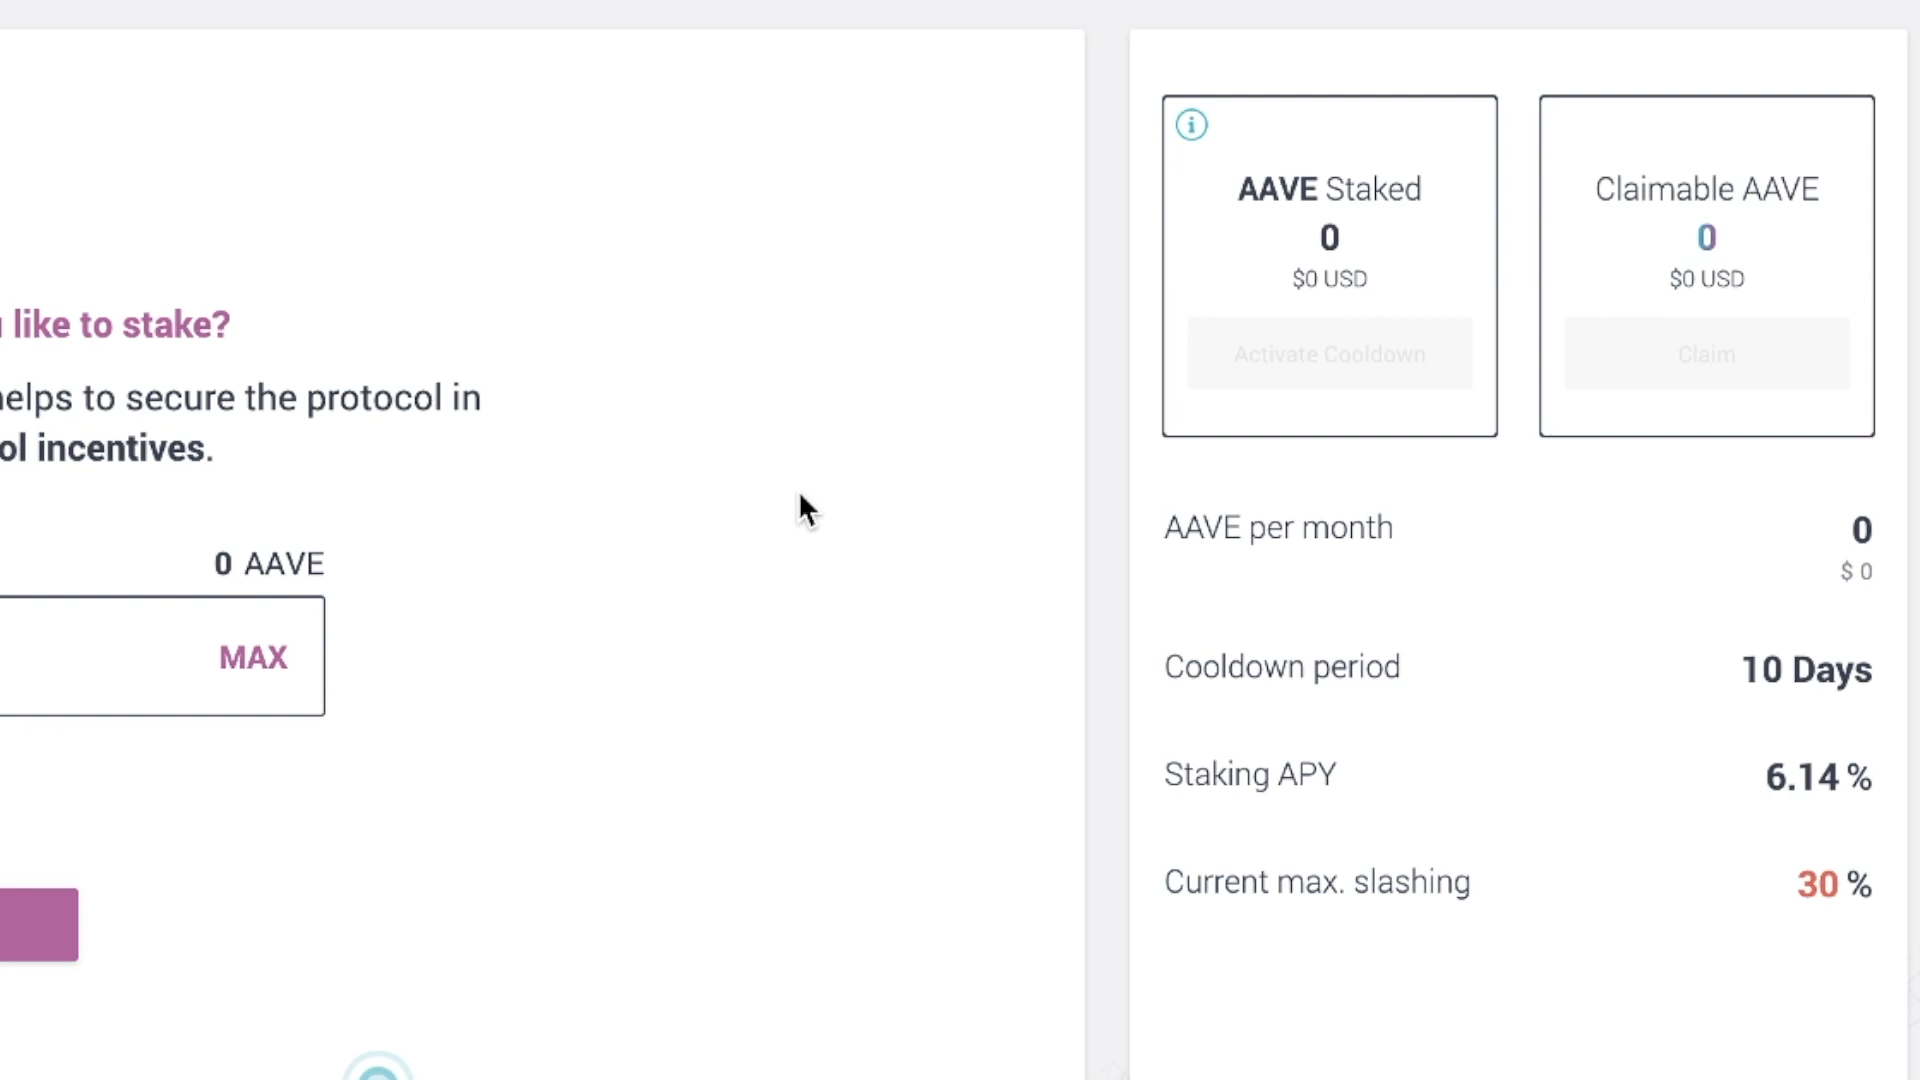 like to stake?
helps to secure the protocol in
ol incentives.
0 AAVE
MAX
AAVE Staked
0
$0 USD
Activate Cooldown
Claimable AAVE
0
$0 USD
Claim
AAVE per month
0
$ 0
Cooldown period
10 Days
Staking APY
6.14 %
Current max. slashing
30 %